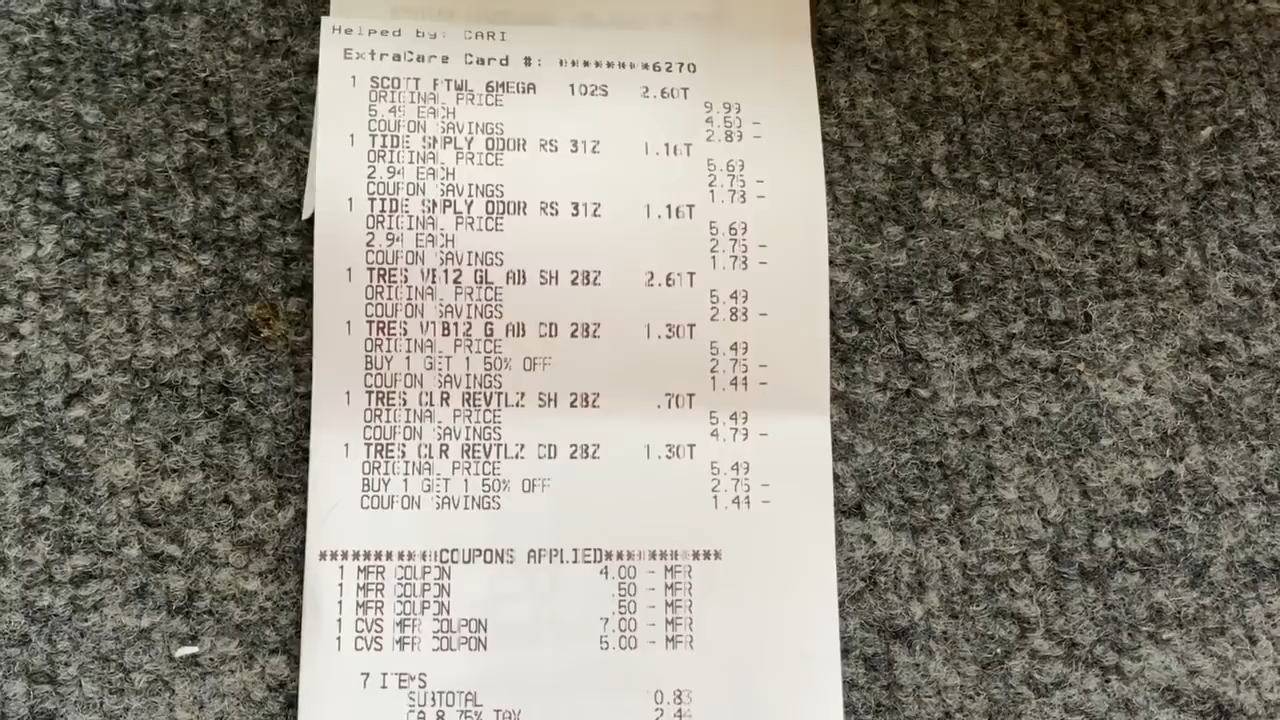 Helped by: CARI
ExtraCare Card #: ********6270
1 SCOTT PTWL 6MEGA 102S 2.60T
ORIGINAL PRICE 9.99
5.49 EACH 4.50 -
COUPON SAVINGS 2.89 -
1 TIDE SMPLY ODOR RS 31Z 1.16T
ORIGINAL PRICE 5.69
2.94 EACH 2.75 -
COUPON SAVINGS 1.78 -
1 TIDE SMPLY ODOR RS 31Z 1.16T
ORIGINAL PRICE 5.69
2.94 EACH 2.75 -
COUPON SAVINGS 1.78 -
1 TRES VB12 GL AB SH 28Z 2.61T
ORIGINAL PRICE 5.49
COUPON SAVINGS 2.88 -
1 TRES VTB12 G AB CD 28Z 1.30T
ORIGINAL PRICE 5.49
BUY 1 GET 1 50% OFF 2.75 -
COUPON SAVINGS 1.44 -
1 TRES CLR REVTLZ SH 28Z .70T
ORIGINAL PRICE 5.49
COUPON SAVINGS 4.79 -
1 TRES CLR REVTLZ CD 28Z 1.30T
ORIGINAL PRICE 5.49
BUY 1 GET 1 50% OFF 2.75 -
COUPON SAVINGS 1.44 -
***********COUPONS APPLIED***********
1 MFR COUPON 4.00 - MFR
1 MFR COUPON .50 - MFR
1 MFR COUPON .50 - MFR
1 CVS MFR COUPON 7.00 - MFR
1 CVS MFR COUPON 5.00 - MFR
7 ITEMS
SUBTOTAL 0.83
CA 8.75% TAX 2.44